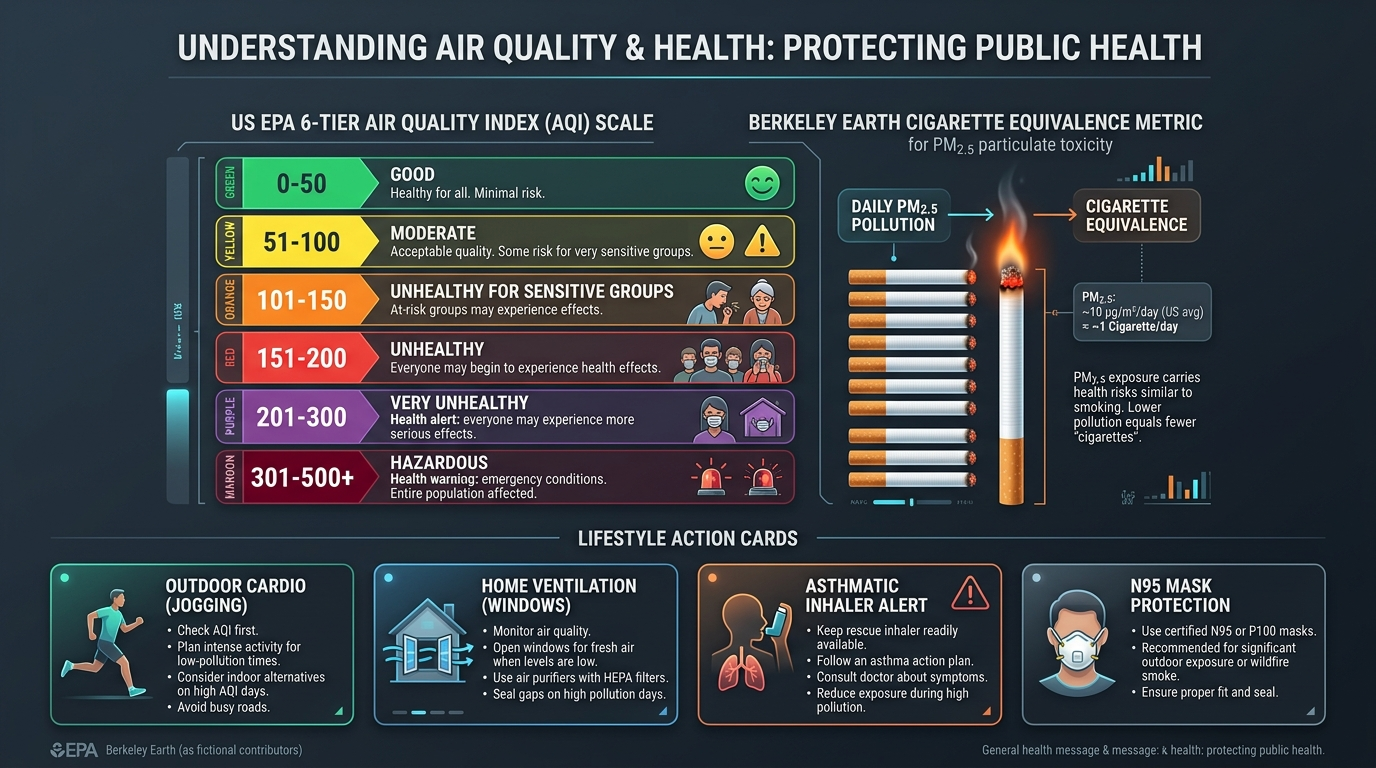 UNDERSTANDING AIR QUALITY & HEALTH: PROTECTING PUBLIC HEALTH
US EPA 6-TIER AIR QUALITY INDEX (AQI) SCALE
GREEN
0-50
GOOD
Healthy for all. Minimal risk.
YELLOW
51-100
MODERATE
Acceptable quality. Some risk for very sensitive groups.
ORANGE
101-150
UNHEALTHY FOR SENSITIVE GROUPS
At-risk groups may experience effects.
RED
151-200
UNHEALTHY
Everyone may begin to experience health effects.
PURPLE
201-300
VERY UNHEALTHY
Health alert: everyone may experience more
serious effects.
MAROON
301-500+
HAZARDOUS
Health warning: emergency conditions.
Entire population affected.
BERKELEY EARTH CIGARETTE EQUIVALENCE METRIC
for PM2.5 particulate toxicity
DAILY PM2.5
POLLUTION
CIGARETTE
EQUIVALENCE
PM2.5:
~10 µg/m²/day (US avg)
≂ ~1 Cigarette/day
exposure carries
health risks similar to
smoking. Lower
pollution equals fewer
"cigarettes".
LIFESTYLE ACTION CARDS
OUTDOOR CARDIO
(JOGGING)
• Check AQI first.
• Plan intense activity for
low-pollution times.
• Consider indoor alternatives
on high AQI days.
• Avoid busy roads.
HOME VENTILATION
(WINDOWS)
• Monitor air quality.
• Open windows for fresh air
when levels are low.
• Use air purifiers with HEPA filters.
• Seal gaps on high pollution days.
ASTHMATIC
INHALER ALERT
• Keep rescue inhaler readily
available.
• Follow an asthma action plan.
• Consult doctor about symptoms.
• Reduce exposure during high
pollution.
N95 MASK
PROTECTION
• Use certified N95 or P100 masks.
• Recommended for significant
outdoor exposure or wildfire
smoke.
• Ensure proper fit and seal.
EPA Berkeley Earth (as fictional contributors)
General health message & message: & health: protecting public health.